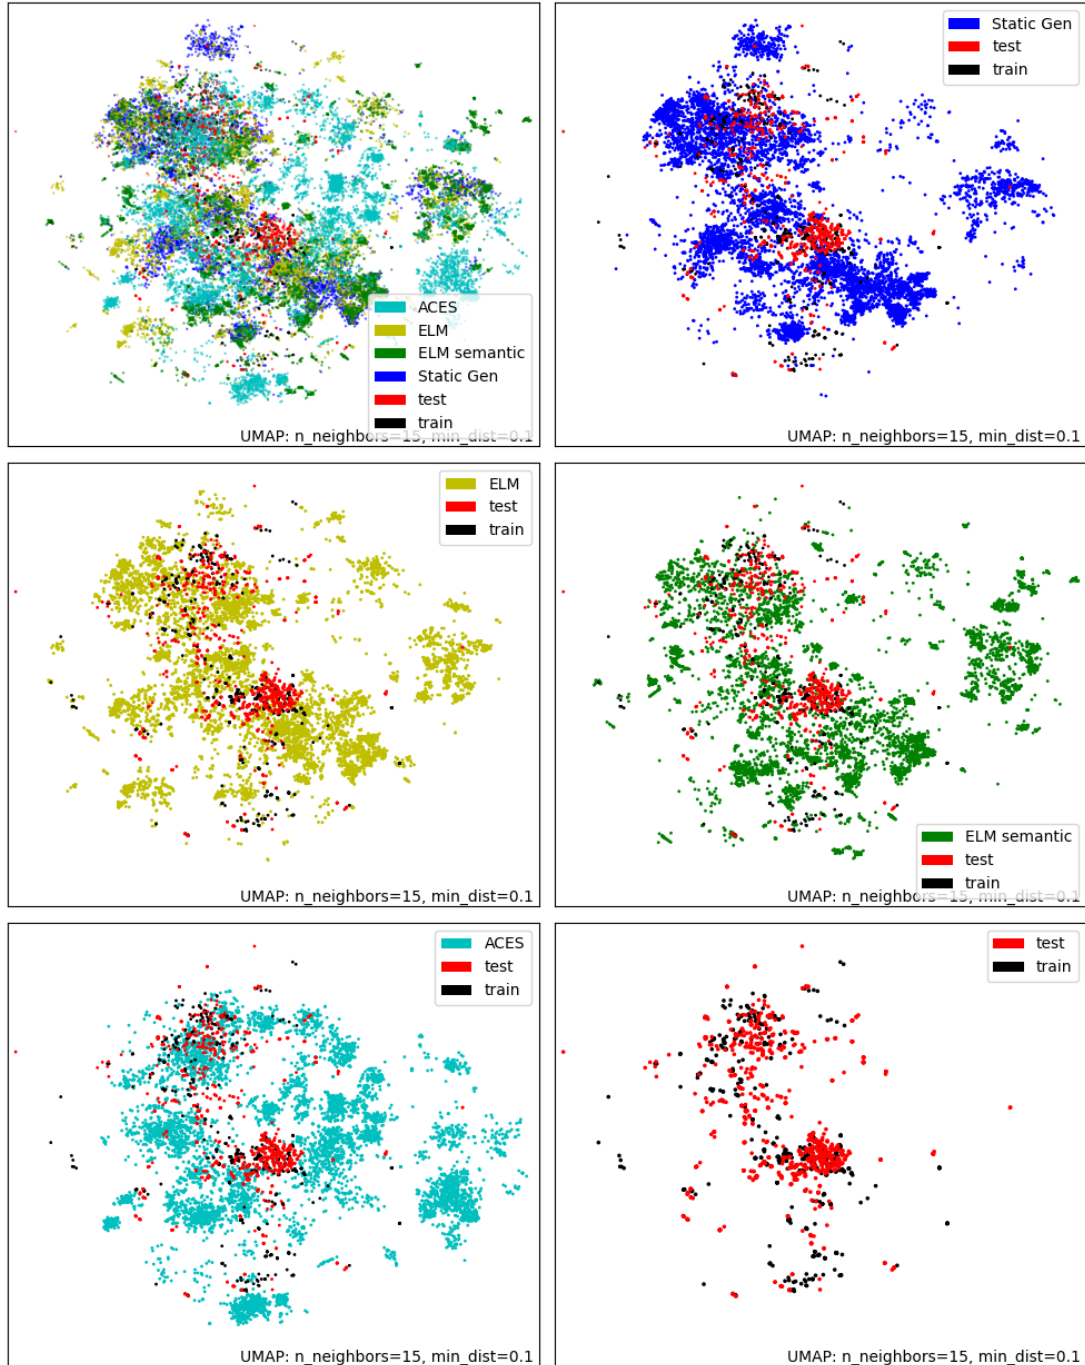 ACES
ELM
ELM semantic
Static Gen
test
train
UMAP: n_neighbors=15, min_dist=0.1
Static Gen
test
train
UMAP: n_neighbors=15, min_dist=0.1
ELM
test
train
UMAP: n_neighbors=15, min_dist=0.1
ELM semantic
test
train
UMAP: n_neighbors=15, min_dist=0.1
ACES
test
train
UMAP: n_neighbors=15, min_dist=0.1
test
train
UMAP: n_neighbors=15, min_dist=0.1